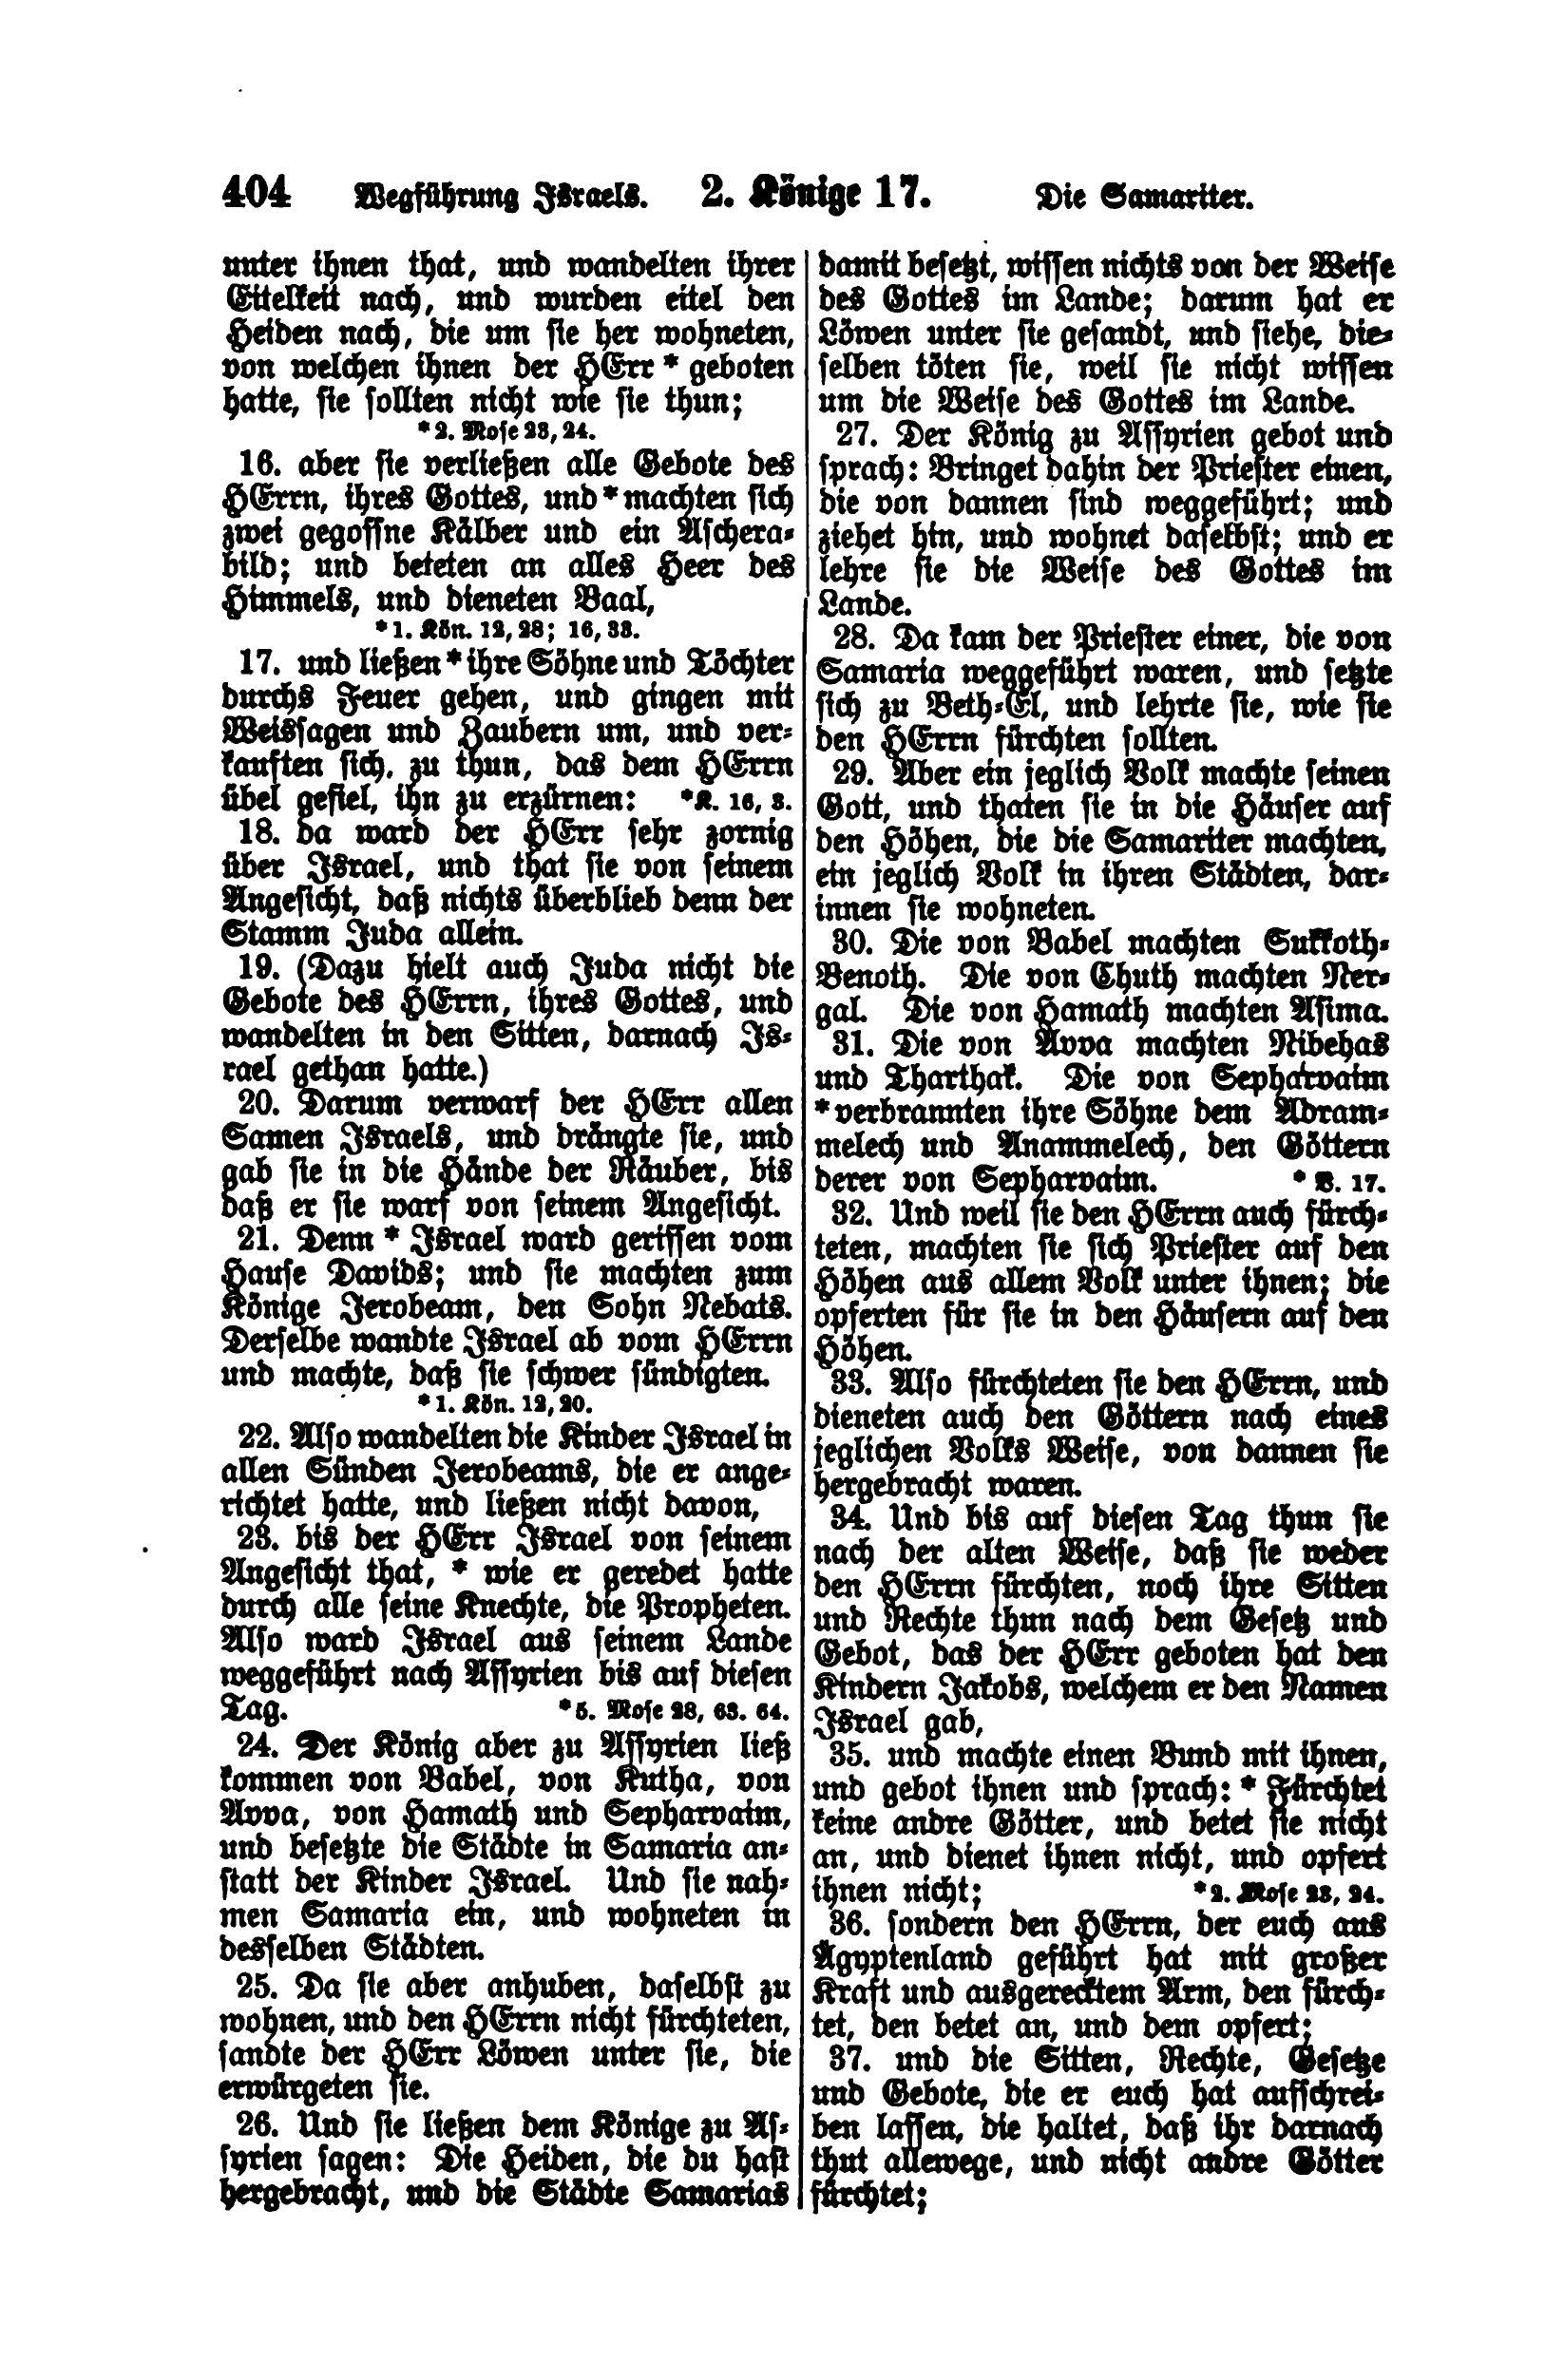 404 Wegführung Israels. 2. Könige 17. Die Samariter.
unter ihnen that, und wandelten ihrer
Eitelkeit nach, und wurden eitel den
Heiden nach, die um sie her wohneten,
von welchen ihnen der HErr * geboten
hatte, sie sollten nicht wie sie thun;
*2. Mose 23, 24.
16. aber sie verließen alle Gebote des
HErrn, ihres Gottes, und * machten sich
zwei gegossne Kälber und ein Aschera-
bild; und beteten an alles Heer des
Himmels, und dieneten Baal,
*1. Kön. 12, 28; 16, 33.
17. und ließen * ihre Söhne und Töchter
durchs Feuer gehen, und gingen mit
Weissagen und Zaubern um, und ver-
kauften sich, zu thun, das dem HErrn
übel gefiel, ihn zu erzürnen: *K. 16, 3.
18. da ward der HErr sehr zornig
über Israel, und that sie von seinem
Angesicht, daß nichts überblieb denn der
Stamm Juda allein.
19. (Dazu hielt auch Juda nicht die
Gebote des HErrn, ihres Gottes, und
wandelten in den Sitten, darnach Is-
rael gethan hatte.)
20. Darum verwarf der HErr allen
Samen Israels, und drängte sie, und
gab sie in die Hände der Räuber, bis
daß er sie warf von seinem Angesicht.
21. Denn * Israel ward gerissen vom
Hause Davids; und sie machten zum
Könige Jerobeam, den Sohn Nebats.
Derselbe wandte Israel ab vom HErrn
und machte, daß sie schwer sündigten.
*1. Kön. 12, 20.
22. Also wandelten die Kinder Israel in
allen Sünden Jerobeams, die er ange-
richtet hatte, und ließen nicht davon,
23. bis der HErr Israel von seinem
Angesicht that, * wie er geredet hatte
durch alle seine Knechte, die Propheten.
Also ward Israel aus seinem Lande
weggeführt nach Assyrien bis auf diesen
Tag. *5. Mose 28, 63. 64.
24. Der König aber zu Assyrien ließ
kommen von Babel, von Kutha, von
Avva, von Hamath und Sepharvaim,
und besetzte die Städte in Samaria an-
statt der Kinder Israel. Und sie nah-
men Samaria ein, und wohneten in
desselben Städten.
25. Da sie aber anhuben, daselbst zu
wohnen, und den HErrn nicht fürchteten,
sandte der HErr Löwen unter sie, die
erwürgeten sie.
26. Und sie ließen dem Könige zu As-
syrien sagen: Die Heiden, die du hast
hergebracht, und die Städte Samarias
damit besetzt, wissen nichts von der Weise
des Gottes im Lande; darum hat er
Löwen unter sie gesandt, und siehe, die-
selben töten sie, weil sie nicht wissen
um die Weise des Gottes im Lande.
27. Der König zu Assyrien gebot und
sprach: Bringet dahin der Priester einen,
die von dannen sind weggeführt; und
ziehet hin, und wohnet daselbst; und er
lehre sie die Weise des Gottes im
Lande.
28. Da kam der Priester einer, die von
Samaria weggeführt waren, und setzte
sich zu Beth-El, und lehrte sie, wie sie
den HErrn fürchten sollten.
29. Aber ein jeglich Volk machte seinen
Gott, und thaten sie in die Häuser auf
den Höhen, die die Samariter machten,
ein jeglich Volk in ihren Städten, dar-
innen sie wohneten.
30. Die von Babel machten Sukkoth-
Benoth. Die von Chuth machten Ner-
gal. Die von Hamath machten Asima.
31. Die von Avva machten Nibehas
und Tharthak. Die von Sepharvaim
* verbrannten ihre Söhne dem Adram-
melech und Anammelech, den Göttern
derer von Sepharvaim. * V. 17.
32. Und weil sie den HErrn auch fürch-
teten, machten sie sich Priester auf den
Höhen aus allem Volk unter ihnen; die
opferten für sie in den Häusern auf den
Höhen.
33. Also fürchteten sie den HErrn, und
dieneten auch den Göttern nach eines
jeglichen Volks Weise, von dannen sie
hergebracht waren.
34. Und bis auf diesen Tag thun sie
nach der alten Weise, daß sie weder
den HErrn fürchten, noch ihre Sitten
und Rechte thun nach dem Gesetz und
Gebot, das der HErr geboten hat den
Kindern Jakobs, welchem er den Namen
Israel gab,
35. und machte einen Bund mit ihnen,
und gebot ihnen und sprach: * Fürchtet
keine andre Götter, und betet sie nicht
an, und dienet ihnen nicht, und opfert
ihnen nicht; *2. Mose 23, 24.
36. sondern den HErrn, der euch aus
Ägyptenland geführt hat mit großer
Kraft und ausgerecktem Arm, den fürch-
tet, den betet an, und dem opfert;
37. und die Sitten, Rechte, Gesetze
und Gebote, die er euch hat aufschrei-
ben lassen, die haltet, daß ihr darnach
thut allewege, und nicht andre Götter
fürchtet;